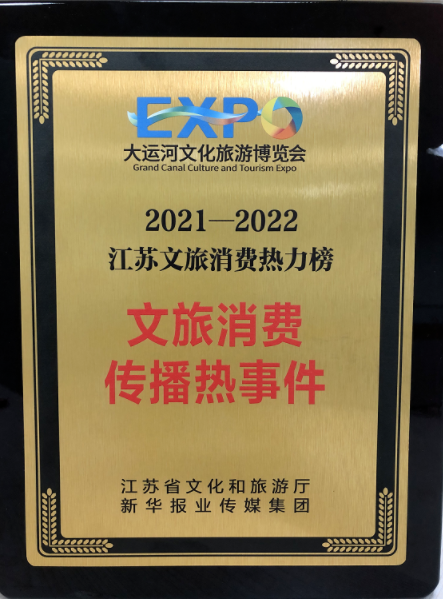 EXPO
大运河文化旅游博览会
Grand Canal Culture and Tourism Expo
2021—2022
江苏文旅消费热力榜
文旅消费
传播热事件
江苏省文化和旅游厅
新华报业传媒集团